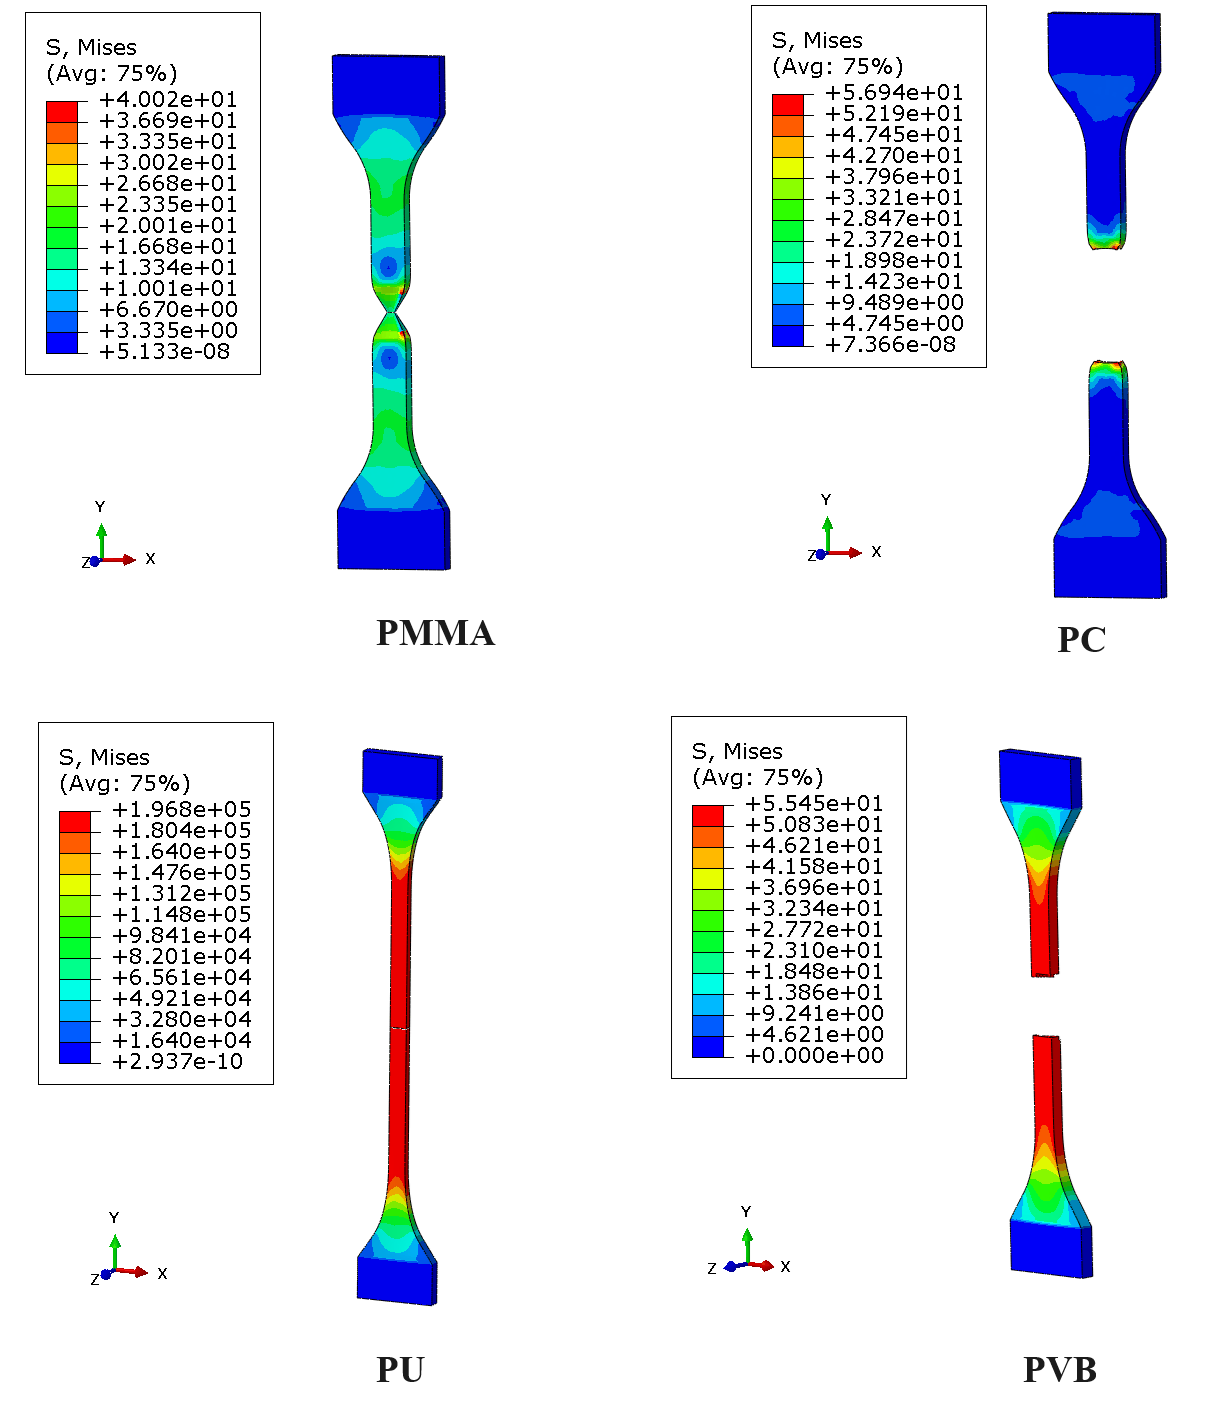 S, Mises
(Avg: 75%)
+4.002e+01
+3.669e+01
+3.335e+01
+3.002e+01
+2.668e+01
+2.335e+01
+2.001e+01
+1.668e+01
+1.334e+01
+1.001e+01
+6.670e+00
+3.335e+00
+5.133e-08
Y
Z
X
PMMA
S, Mises
(Avg: 75%)
+5.694e+01
+5.219e+01
+4.745e+01
+4.270e+01
+3.796e+01
+3.321e+01
+2.847e+01
+2.372e+01
+1.898e+01
+1.423e+01
+9.489e+00
+4.745e+00
+7.366e-08
Y
Z
X
PC
S, Mises
(Avg: 75%)
+1.968e+05
+1.804e+05
+1.640e+05
+1.476e+05
+1.312e+05
+1.148e+05
+9.841e+04
+8.201e+04
+6.561e+04
+4.921e+04
+3.280e+04
+1.640e+04
+2.937e-10
Y
Z
X
PU
S, Mises
(Avg: 75%)
+5.545e+01
+5.083e+01
+4.621e+01
+4.158e+01
+3.696e+01
+3.234e+01
+2.772e+01
+2.310e+01
+1.848e+01
+1.386e+01
+9.241e+00
+4.621e+00
+0.000e+00
Y
Z
X
PVB